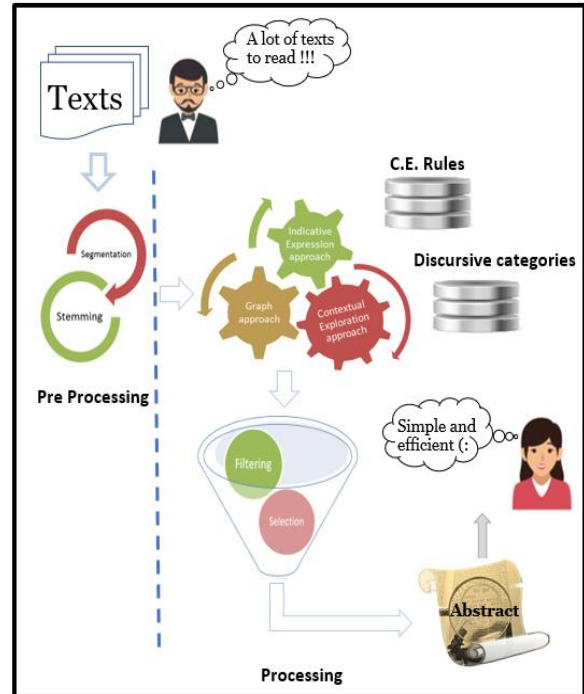 Texts
A lot of texts
to read !!!
Segmentation
Stemming
Pre Processing
C.E. Rules
Discursive categories
Indicative
Expression
approach
Graph
approach
Contextual
Exploration
approach
Filtering
Selection
Simple and
efficient (:
Abstract
Processing